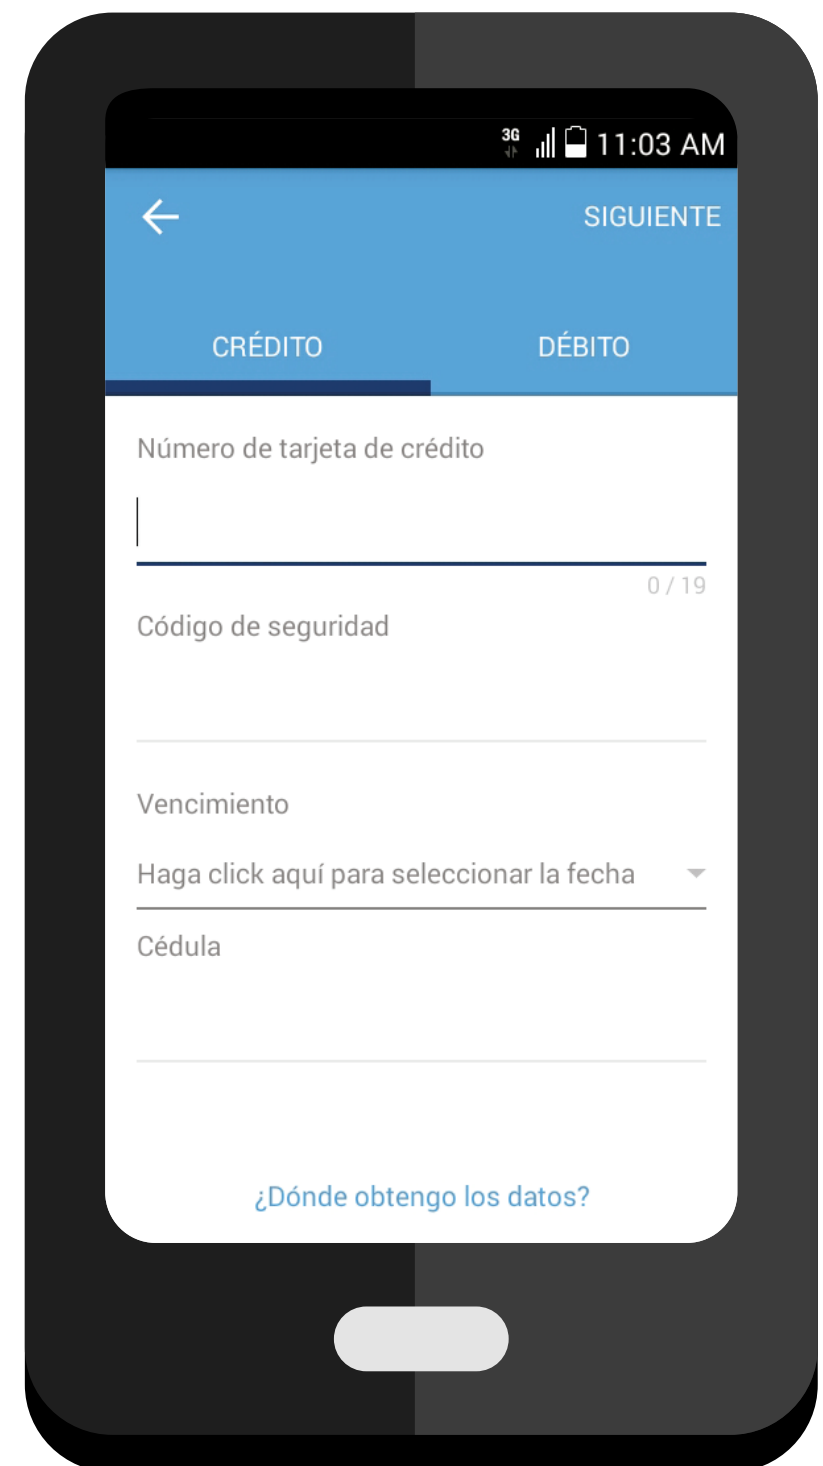 3G 11:03 AM
SIGUIENTE
CRÉDITO DÉBITO
Número de tarjeta de crédito
0 / 19
Código de seguridad
Vencimiento
Haga click aquí para seleccionar la fecha
Cédula
¿Dónde obtengo los datos?